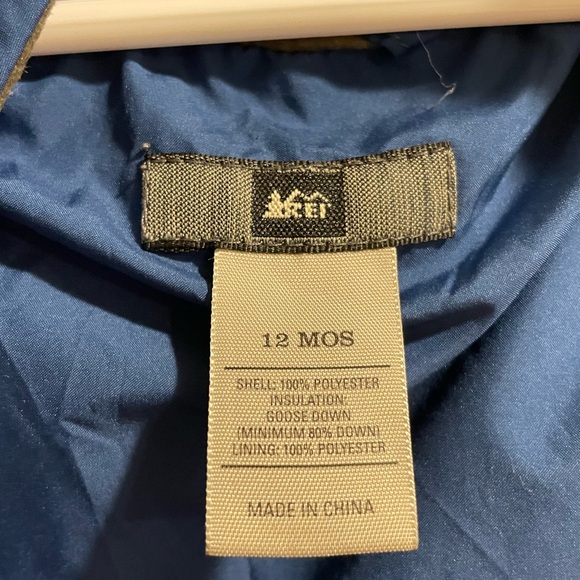 REI
12 MOS
SHELL: 100% POLYESTER
INSULATION:
GOOSE DOWN
(MINIMUM 80% DOWN)
LINING: 100% POLYESTER
MADE IN CHINA